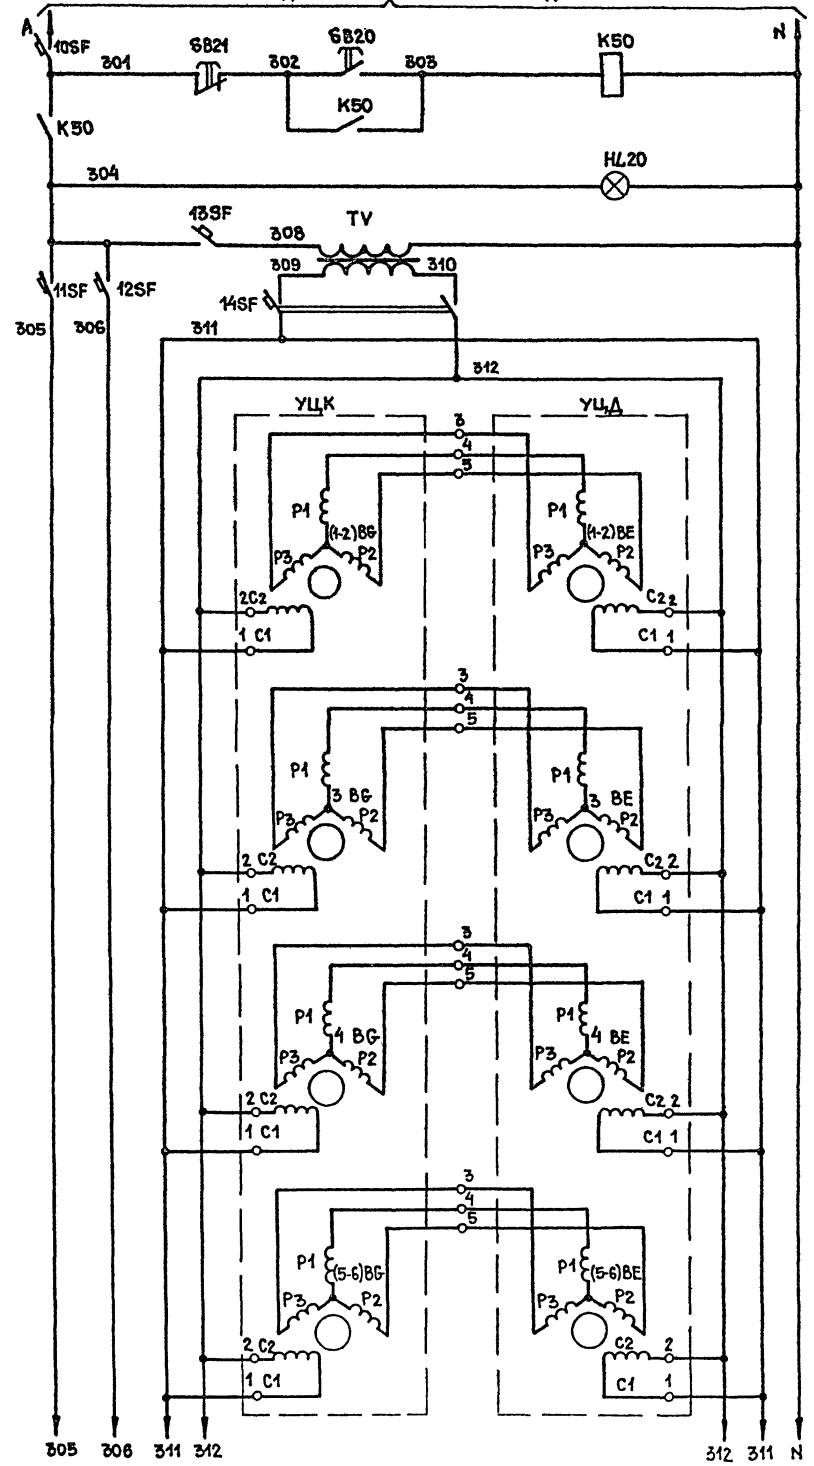 A N
10SF 301 SB21 302 SB20 303 K50
K50 K50
304 HL20
13SF 308 TV
309 310
11SF 12SF 14SF
305 306 311
312
УЦК УЦД
3
4
5
P1 (1-2)BG P1 (1-2)BE
P3 P2 P3 P2
2 C2 C2 2
1 C1 C1 1
3
4
5
P1 3 BG P1 3 BE
P3 P2 P3 P2
2 C2 C2 2
1 C1 C1 1
3
4
5
P1 4 BG P1 4 BE
P3 P2 P3 P2
2 C2 C2 2
1 C1 C1 1
3
4
5
P1 (5-6)BG P1 (5-6)BE
P3 P2 P3 P2
2 C2 C2 2
1 C1 C1 1
305 306 311 312 312 311 N